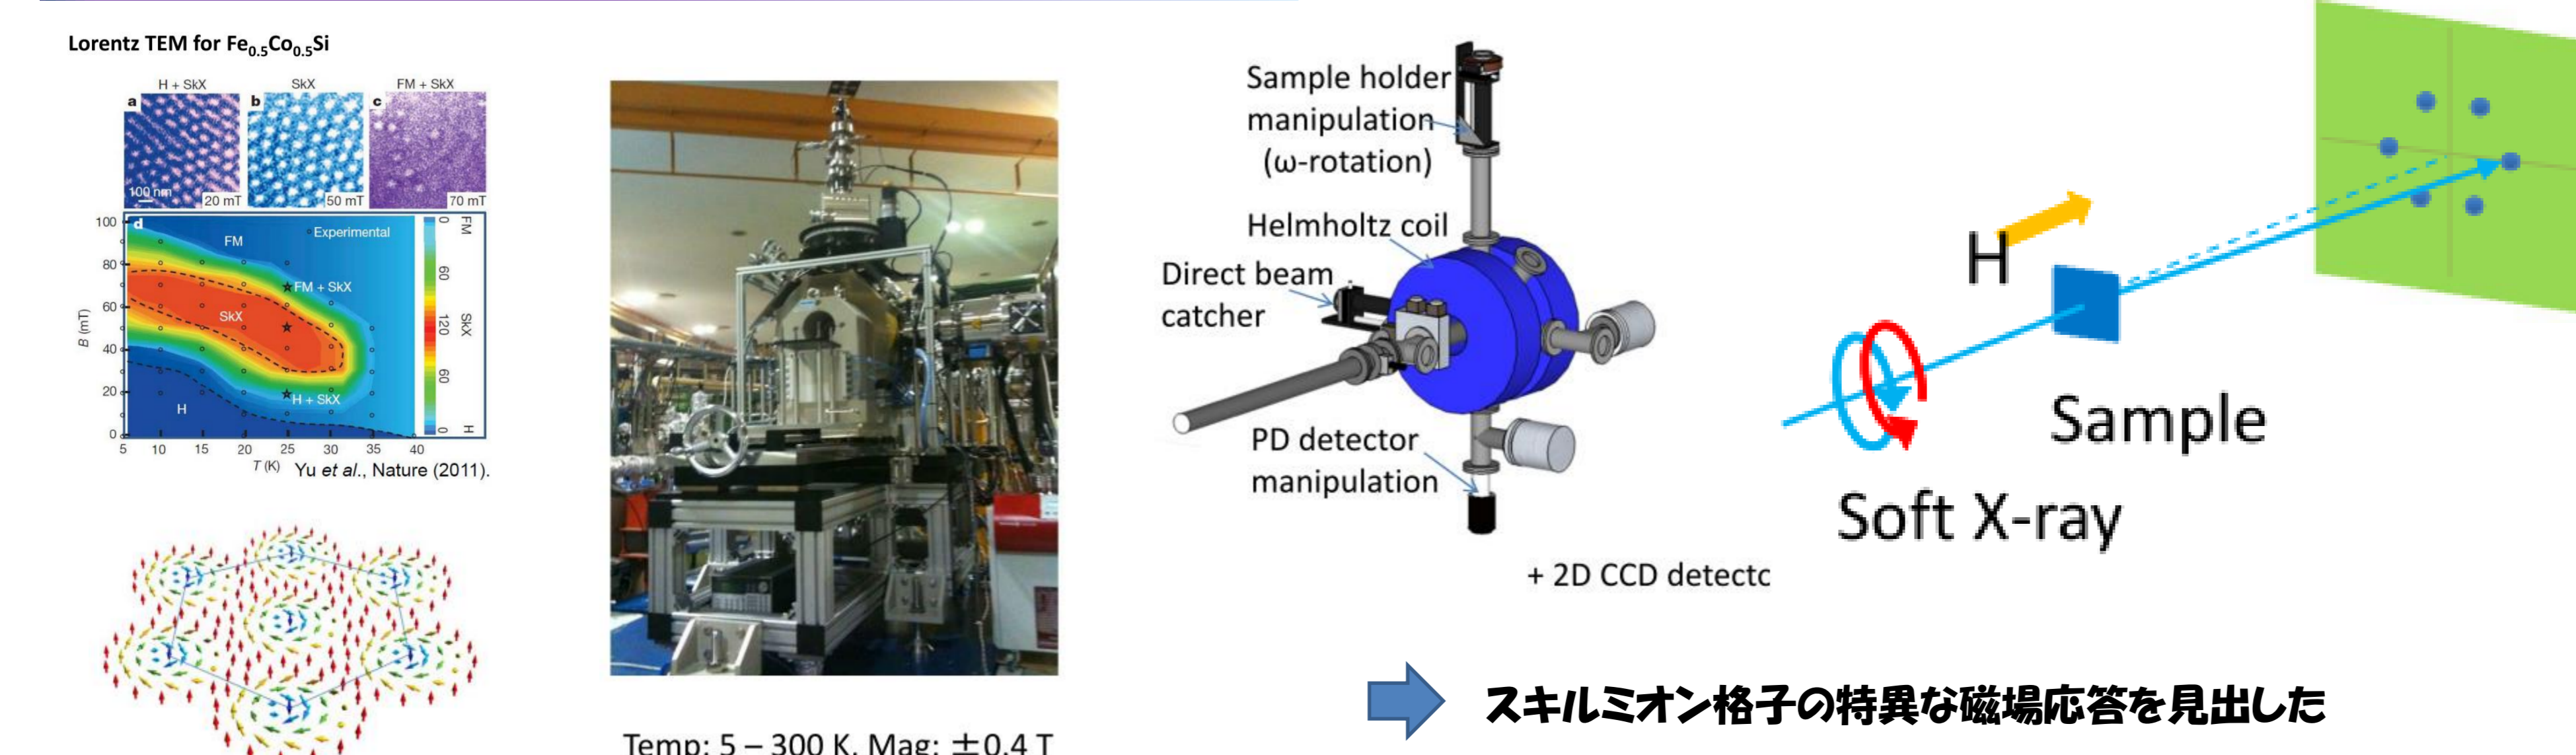 Lorentz TEM for Fe0.5Co0.5Si
H + SkX
SkX
FM + SkX
a
b
c
100 nm
20 mT
50 mT
70 mT
d
FM
Experimental
FM + SkX
SkX
H + SkX
H
B (mT)
100
80
60
40
20
0
5
10
15
20
25
30
35
40
T (K)
0
60
120
60
0
FM
SkX
H
Yu et al., Nature (2011).
Temp: 5 – 300 K, Mag: ±0.4 T
Sample holder
manipulation
(ω-rotation)
Helmholtz coil
Direct beam
catcher
PD detector
manipulation
+ 2D CCD detectc
H
Sample
Soft X-ray
スキルミオン格子の特異な磁場応答を見出した